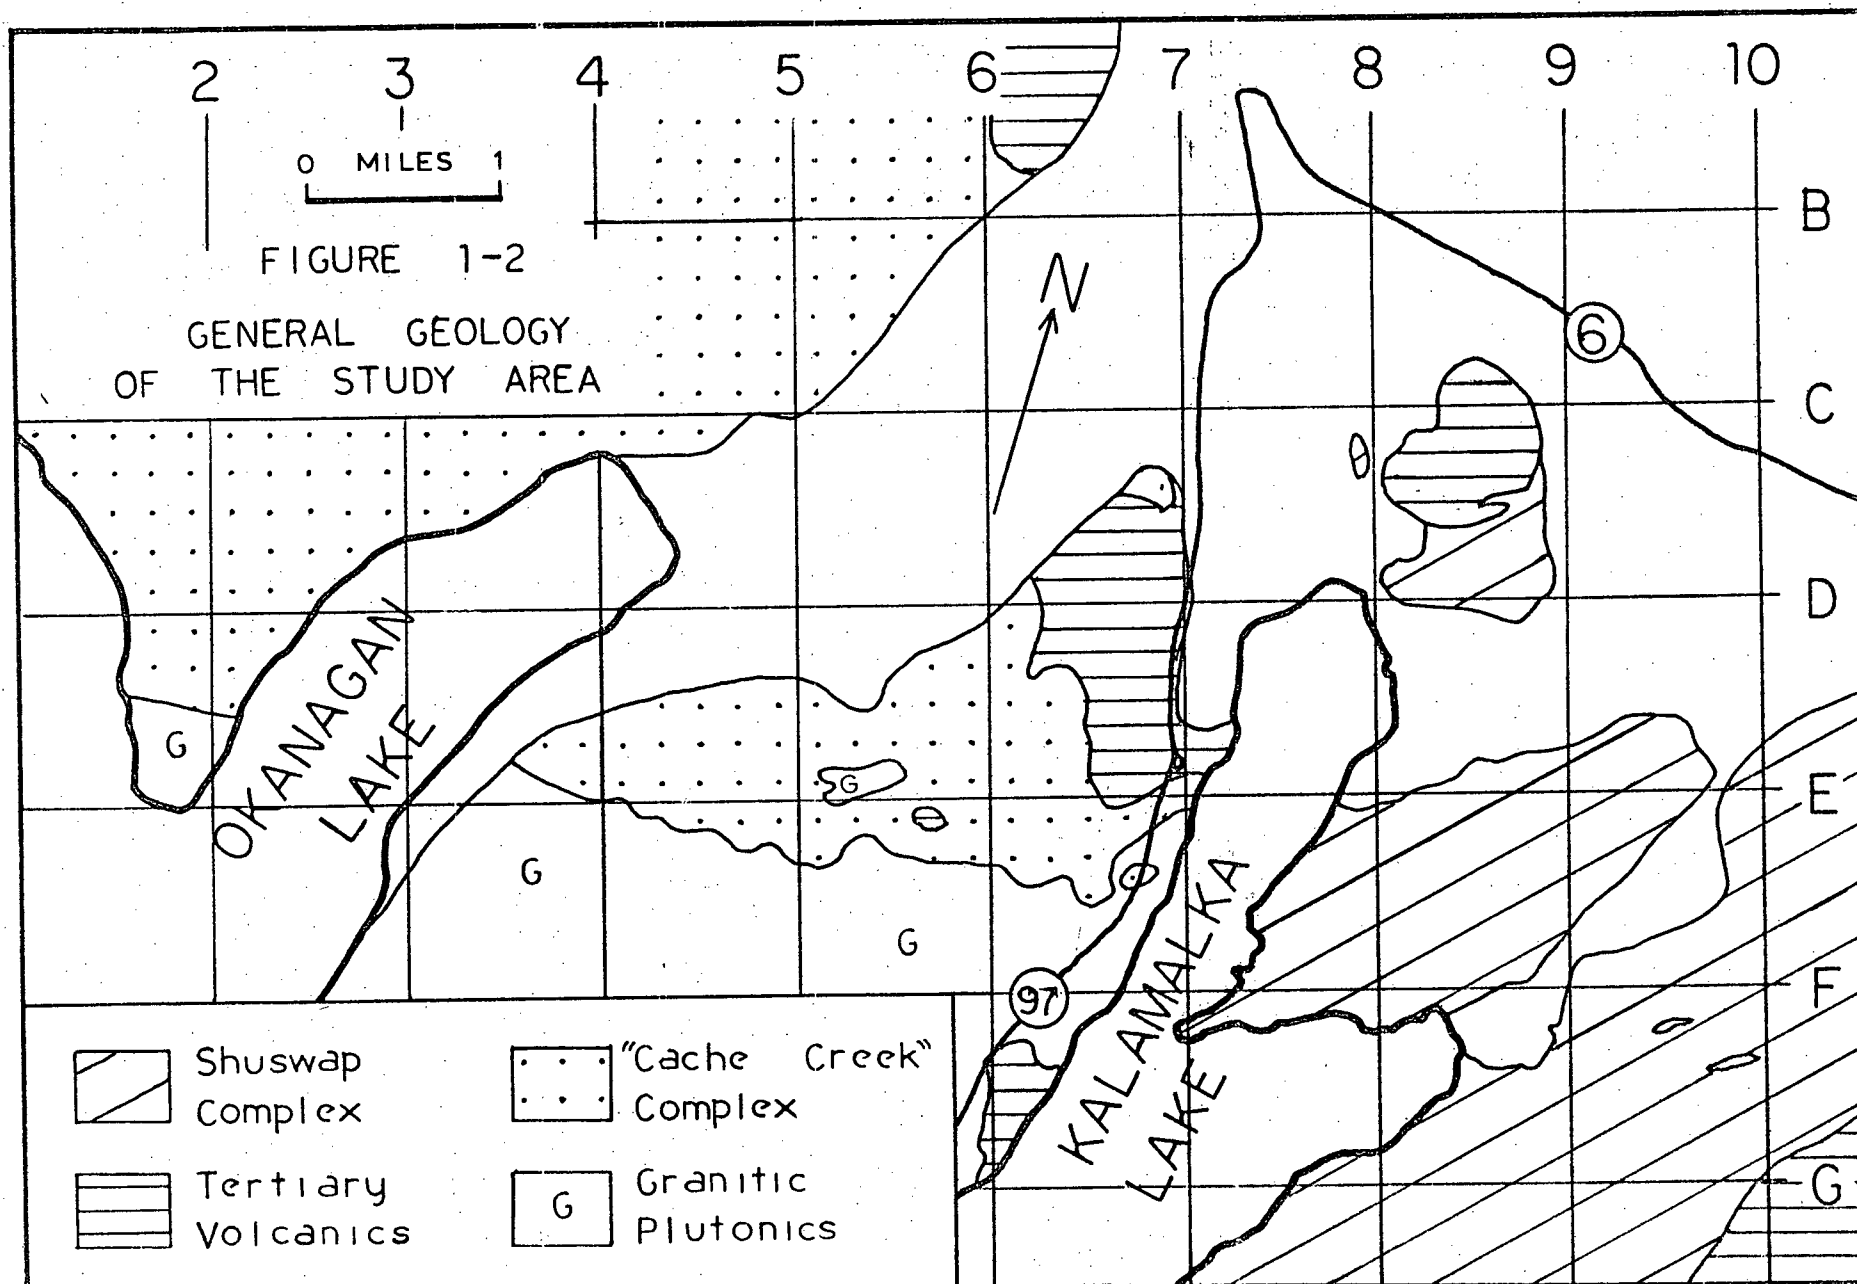 2 3 4 5 6 7 8 9 10
0 MILES 1
FIGURE 1-2
GENERAL GEOLOGY
OF THE STUDY AREA
N
B
6
C
D
OKANAGAN
LAKE
G
G
E
G
G
KALAMALKA
LAKE
97
F
G
Shuswap
Complex
"Cache Creek"
Complex
Tertiary
Volcanics
G
Granitic
Plutonics